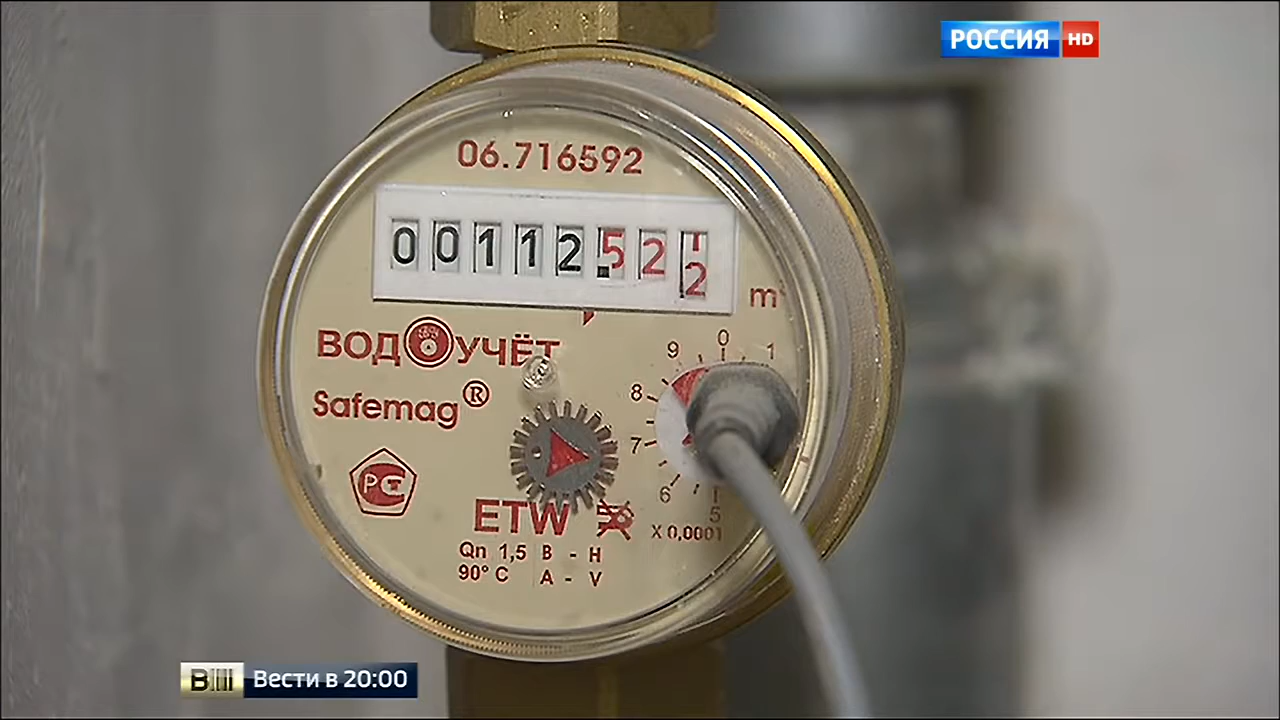 РОССИЯ HD
06.716592
00112.522
m³
ВОДОУЧЁТ
Safemag®
РСТ
9 0 1
8
7
6 5
ETW
X 0,0001
Qn 1,5 B - H
90° C A - V
Вести в 20:00